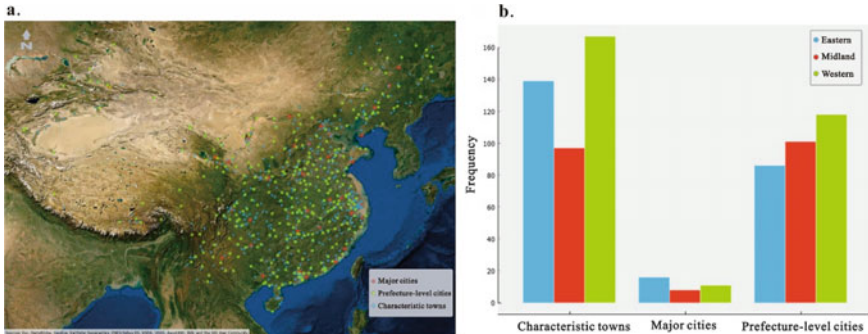 a.
N
Major cities
Prefecture-level cities
Characteristic towns
b.
Eastern
Midland
Western
Frequency
160
140
120
100
80
60
40
20
0
Characteristic towns
Major cities
Prefecture-level cities